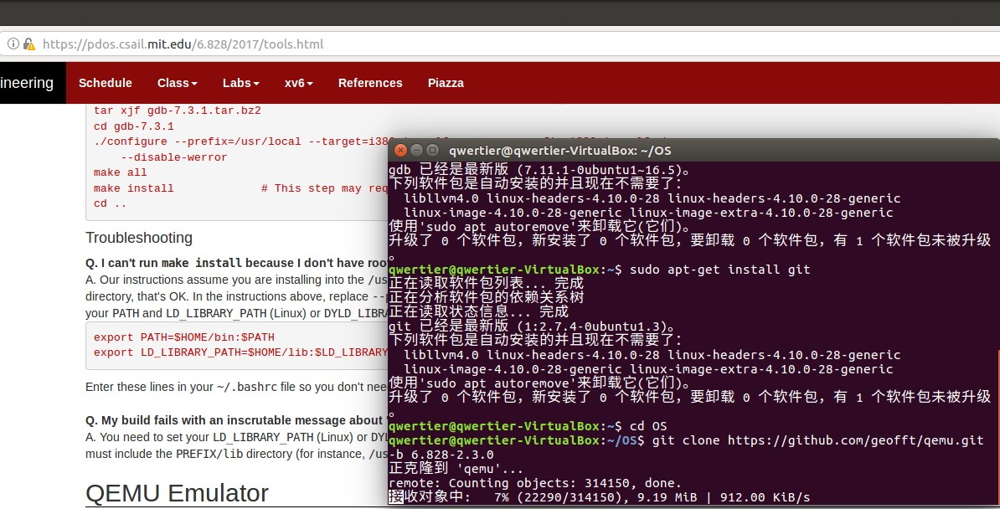 https://pdos.csail.mit.edu/6.828/2017/tools.html
ineering Schedule Class Labs xv6 References Piazza
tar xjf gdb-7.3.1.tar.bz2
cd gdb-7.3.1
./configure --prefix=/usr/local --target=i38
--disable-werror
make all
make install # This step may req
cd ..
Troubleshooting
Q. I can't run make install because I don't have roo
A. Our instructions assume you are installing into the /us
directory, that's OK. In the instructions above, replace --p
your PATH and LD_LIBRARY_PATH (Linux) or DYLD_LIBRA
export PATH=$HOME/bin:$PATH
export LD_LIBRARY_PATH=$HOME/lib:$LD_LIBRARY
Enter these lines in your ~/.bashrc file so you don't nee
Q. My build fails with an inscrutable message about
A. You need to set your LD_LIBRARY_PATH (Linux) or DYL
must include the PREFIX/lib directory (for instance, /us
QEMU Emulator
qwertier@qwertier-VirtualBox: ~/OS
gdb 已经是最新版 (7.11.1-0ubuntu1~16.5)。
下列软件包是自动安装的并且现在不需要了:
libllvm4.0 linux-headers-4.10.0-28 linux-headers-4.10.0-28-generic
linux-image-4.10.0-28-generic linux-image-extra-4.10.0-28-generic
使用'sudo apt autoremove'来卸载它(它们)。
升级了 0 个软件包，新安装了 0 个软件包，要卸载 0 个软件包，有 1 个软件包未被升级
。
qwertier@qwertier-VirtualBox:~$ sudo apt-get install git
正在读取软件包列表... 完成
正在分析软件包的依赖关系树
正在读取状态信息... 完成
git 已经是最新版 (1:2.7.4-0ubuntu1.3)。
下列软件包是自动安装的并且现在不需要了:
libllvm4.0 linux-headers-4.10.0-28 linux-headers-4.10.0-28-generic
linux-image-4.10.0-28-generic linux-image-extra-4.10.0-28-generic
使用'sudo apt autoremove'来卸载它(它们)。
升级了 0 个软件包，新安装了 0 个软件包，要卸载 0 个软件包，有 1 个软件包未被升级
。
qwertier@qwertier-VirtualBox:~$ cd OS
qwertier@qwertier-VirtualBox:~/OS$ git clone https://github.com/geofft/qemu.git
-b 6.828-2.3.0
正克隆到 'qemu'...
remote: Counting objects: 314150, done.
接收对象中: 7% (22290/314150), 9.19 MiB | 912.00 KiB/s